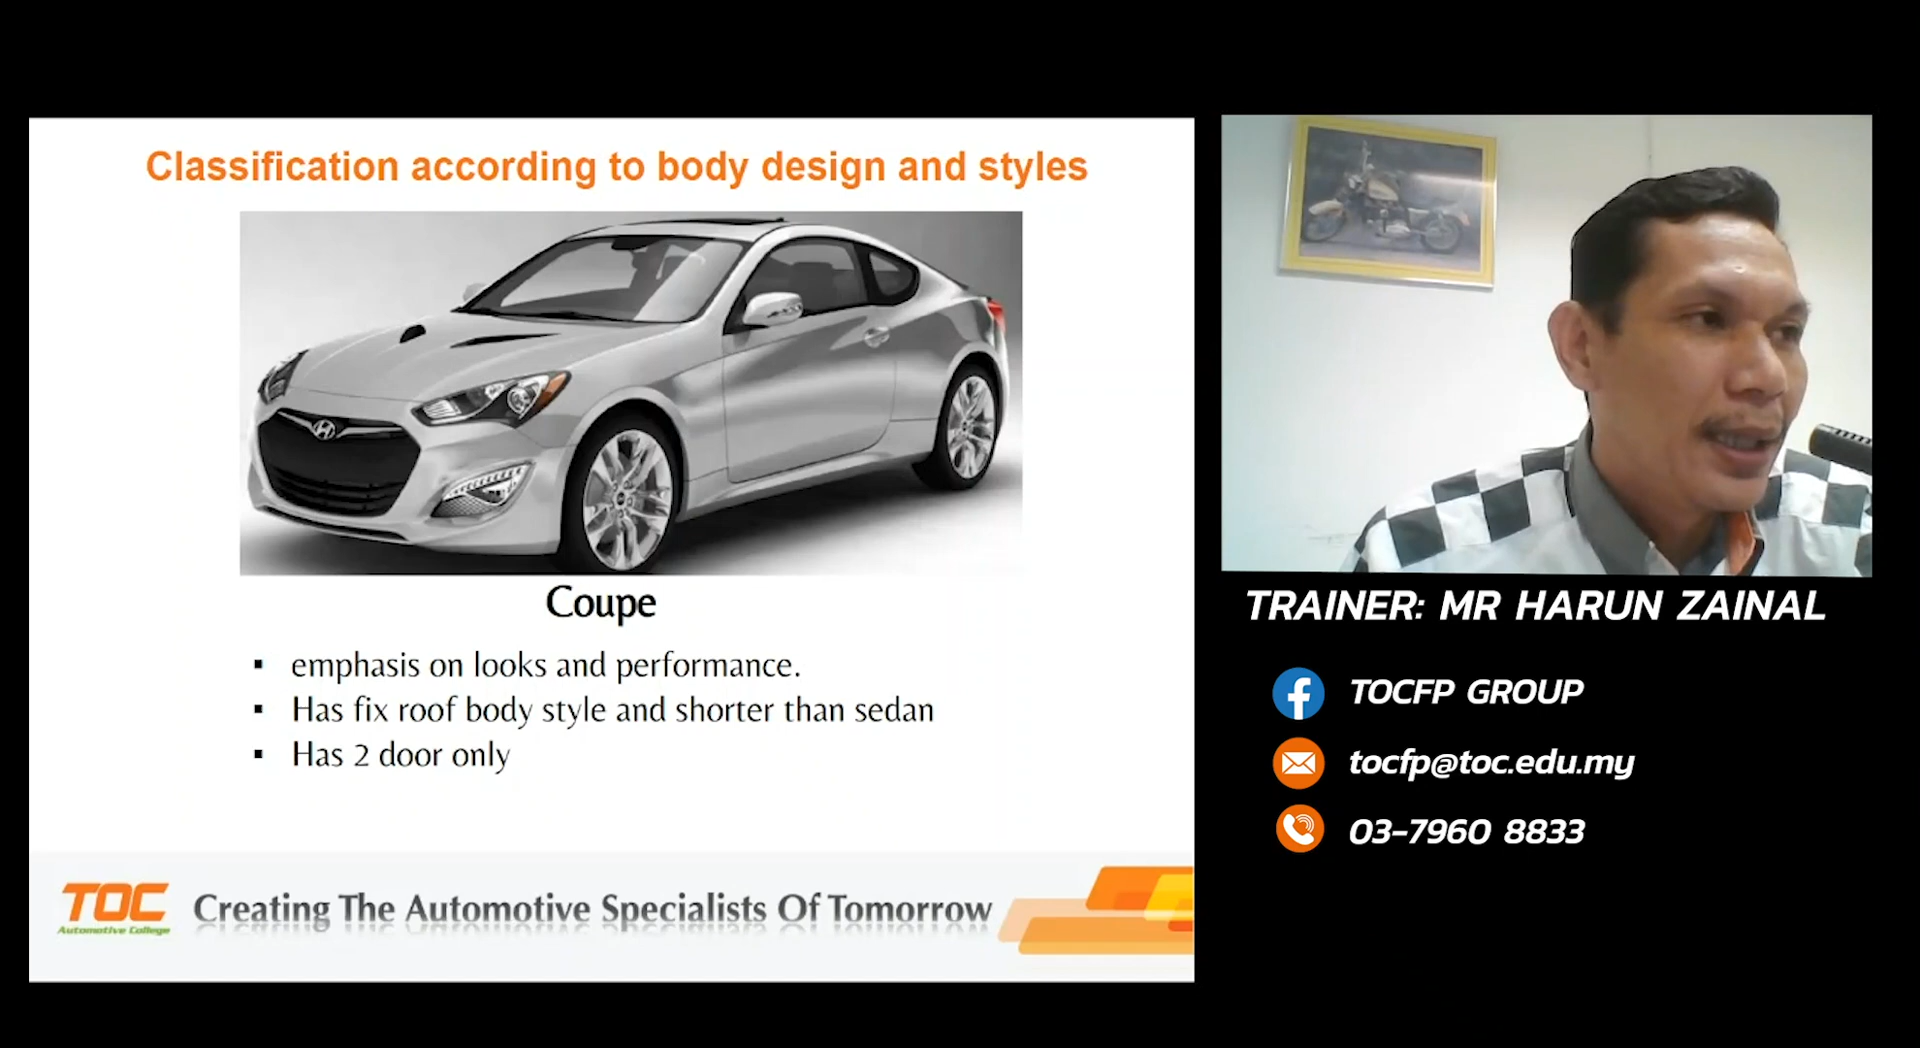 Classification according to body design and styles
Coupe
▪ emphasis on looks and performance.
▪ Has fix roof body style and shorter than sedan
▪ Has 2 door only
TOC
Automotive College
Creating The Automotive Specialists Of Tomorrow
TRAINER: MR HARUN ZAINAL
TOCFP GROUP
tocfp@toc.edu.my
03-7960 8833